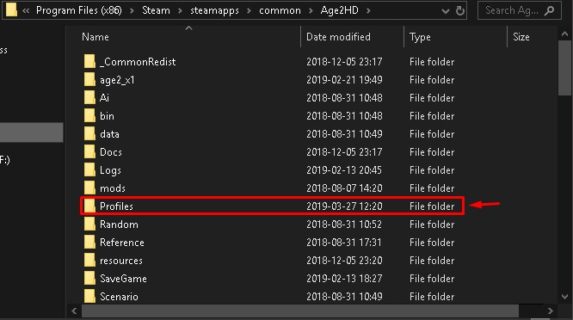 « Program Files (x86) › Steam › steamapps › common › Age2HD › Search Ag...
Name Date modified Type Size
_CommonRedist 2018-12-05 23:17 File folder
age2_x1 2019-02-21 19:49 File folder
Ai 2018-08-31 10:48 File folder
bin 2018-08-31 10:48 File folder
data 2018-08-31 10:49 File folder
Docs 2018-12-05 23:17 File folder
Logs 2019-02-13 20:45 File folder
mods 2018-08-07 14:20 File folder
Profiles 2019-03-27 12:20 File folder
Random 2018-08-31 10:52 File folder
Reference 2018-08-31 17:31 File folder
resources 2018-12-05 23:20 File folder
SaveGame 2019-02-13 18:27 File folder
Scenario 2018-08-31 10:49 File folder
ss
F:)